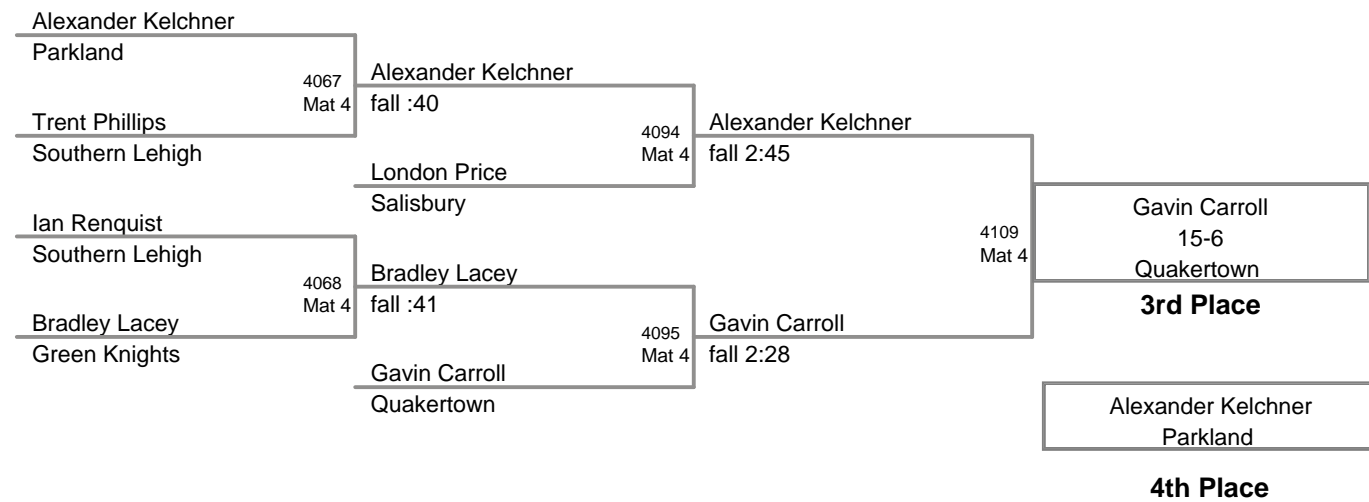 Alexander Kelchner
Parkland
4067
Mat 4
Trent Phillips
Southern Lehigh
Ian Renquist
Southern Lehigh
4068
Mat 4
Bradley Lacey
Green Knights
Alexander Kelchner
fall :40
4094
Mat 4
London Price
Salisbury
Bradley Lacey
fall :41
4095
Mat 4
Gavin Carroll
Quakertown
Alexander Kelchner
fall 2:45
4109
Mat 4
Gavin Carroll
fall 2:28
Gavin Carroll
15-6
Quakertown
3rd Place
Alexander Kelchner
Parkland
4th Place